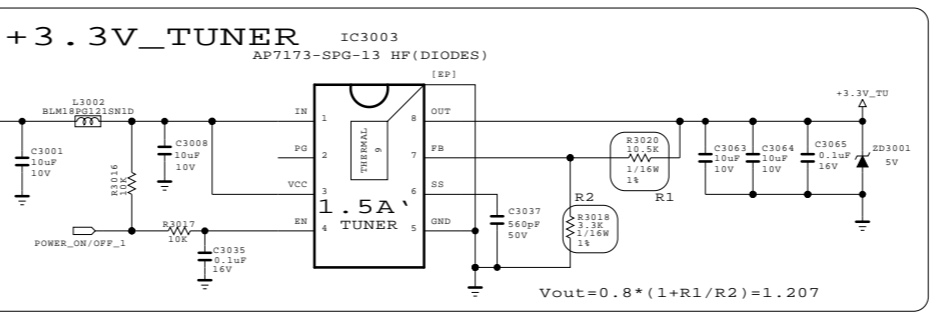 +3.3V_TUNER
IC3003
AP7173-SPG-13 HF(DIODES)
[EP]
L3002
BLM18PG121SN1D
C3001
10uF
10V
R3016
10K
C3008
10uF
10V
POWER_ON/OFF_1
R3017
10K
C3035
0.1uF
16V
IN
1
PG
2
VCC
3
EN
4
THERMAL
9
1.5A'
TUNER
8
OUT
7
FB
6
SS
5
GND
C3037
560pF
50V
R3020
10.5K
1/16W
1%
R1
R2
R3018
3.3K
1/16W
1%
C3063
10uF
10V
C3064
10uF
10V
C3065
0.1uF
16V
+3.3V_TU
ZD3001
5V
Vout=0.8*(1+R1/R2)=1.207